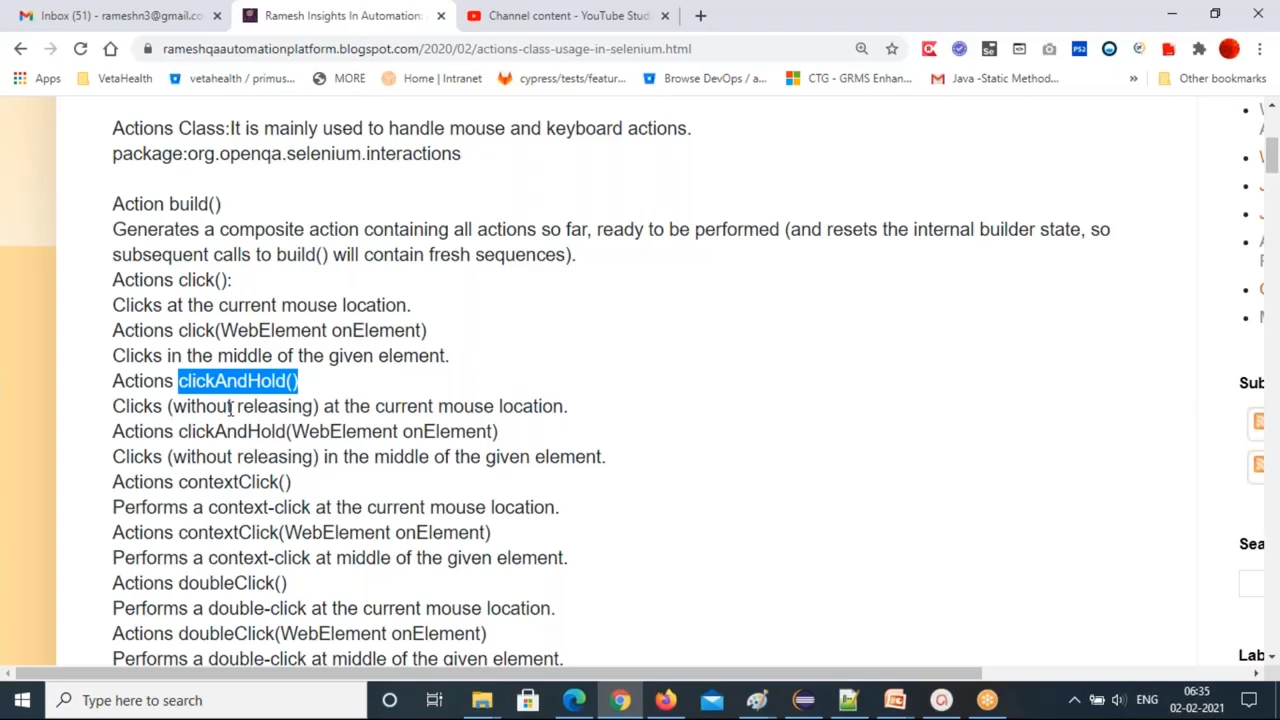 Inbox (51) - rameshn3@gmail.co
Ramesh Insights In Automation:
Channel content - YouTube Stud
rameshqaautomationplatform.blogspot.com/2020/02/actions-class-usage-in-selenium.html
Apps
VetaHealth
vetahealth / primus...
MORE
Home | Intranet
cypress/tests/featur...
Browse DevOps / a...
CTG - GRMS Enhan...
Java -Static Method...
»
Other bookmarks
Actions Class:It is mainly used to handle mouse and keyboard actions.
package:org.openqa.selenium.interactions
Action build()
Generates a composite action containing all actions so far, ready to be performed (and resets the internal builder state, so
subsequent calls to build() will contain fresh sequences).
Actions click():
Clicks at the current mouse location.
Actions click(WebElement onElement)
Clicks in the middle of the given element.
Actions clickAndHold()
Clicks (without releasing) at the current mouse location.
Actions clickAndHold(WebElement onElement)
Clicks (without releasing) in the middle of the given element.
Actions contextClick()
Performs a context-click at the current mouse location.
Actions contextClick(WebElement onElement)
Performs a context-click at middle of the given element.
Actions doubleClick()
Performs a double-click at the current mouse location.
Actions doubleClick(WebElement onElement)
Performs a double-click at middle of the given element.
Sub
Sea
Lab
Type here to search
ENG
06:35
02-02-2021